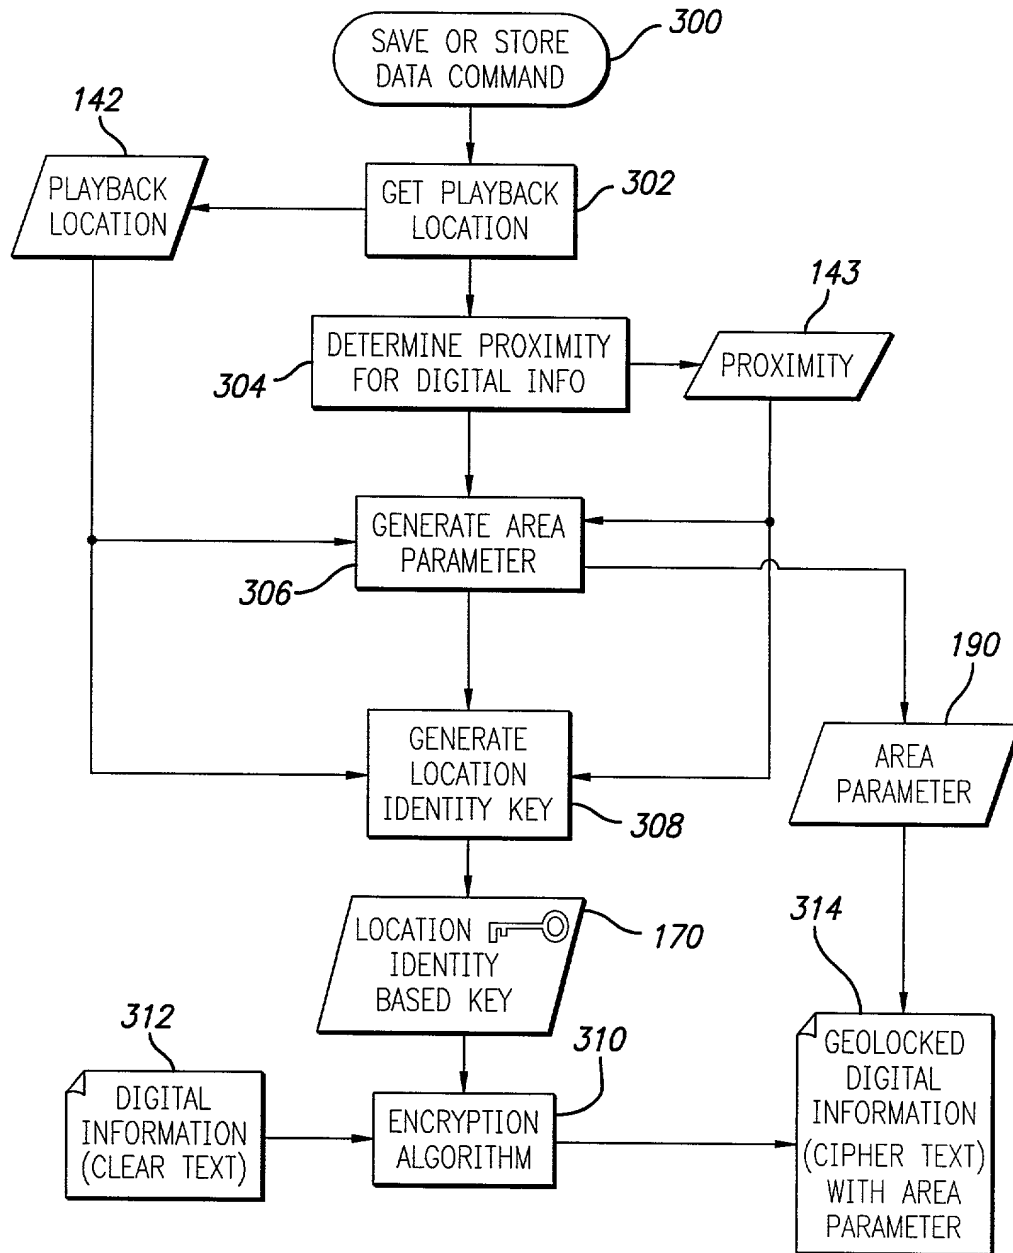 300
SAVE OR STORE
DATA COMMAND
142
PLAYBACK
LOCATION
GET PLAYBACK
LOCATION
302
143
DETERMINE PROXIMITY
FOR DIGITAL INFO
304
PROXIMITY
GENERATE AREA
PARAMETER
306
190
GENERATE
LOCATION
IDENTITY KEY
308
AREA
PARAMETER
LOCATION
IDENTITY
BASED KEY
170
314
312
DIGITAL
INFORMATION
(CLEAR TEXT)
310
ENCRYPTION
ALGORITHM
GEOLOCKED
DIGITAL
INFORMATION
(CIPHER TEXT)
WITH AREA
PARAMETER